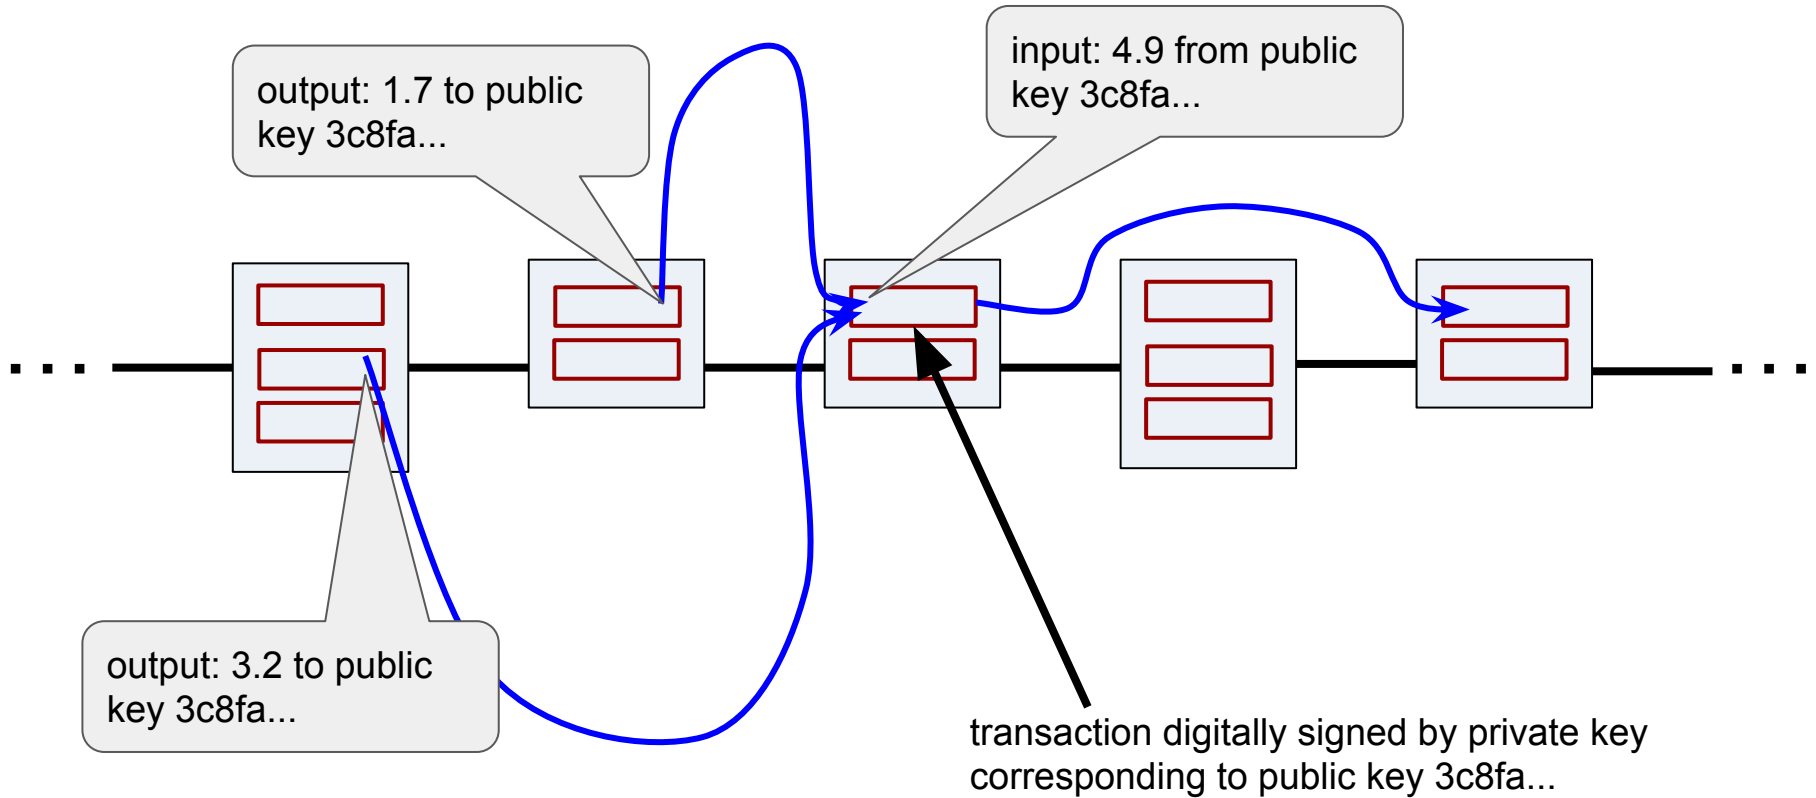 output: 1.7 to public
key 3c8fa...
input: 4.9 from public
key 3c8fa...
output: 3.2 to public
key 3c8fa...
transaction digitally signed by private key
corresponding to public key 3c8fa...